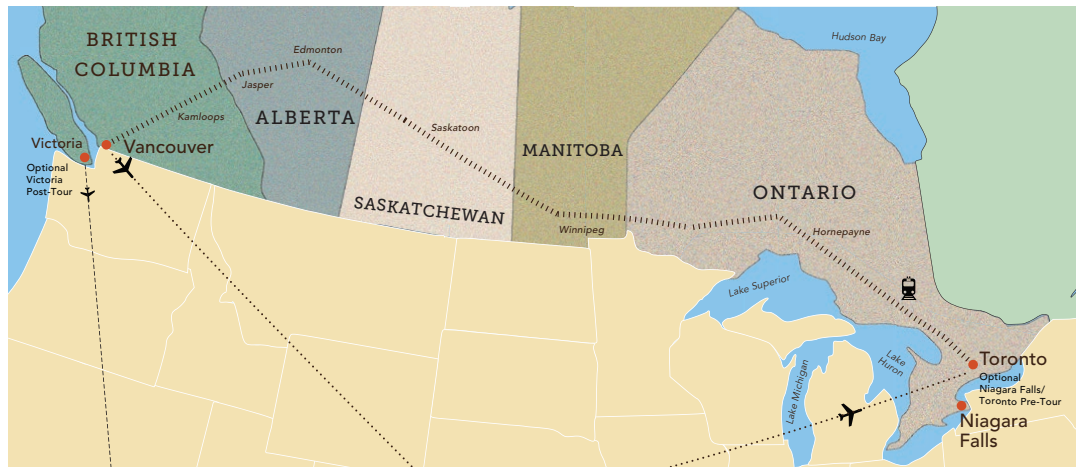 BRITISH
COLUMBIA
Hudson Bay
Edmonton
Jasper
Kamloops
ALBERTA
Saskatoon
Victoria
Vancouver
MANITOBA
Optional
Victoria
Post-Tour
ONTARIO
SASKATCHEWAN
Winnipeg
Hornepayne
Lake Superior
Lake
Huron
Lake Michigan
Toronto
Optional
Niagara Falls/
Toronto Pre-Tour
Niagara
Falls